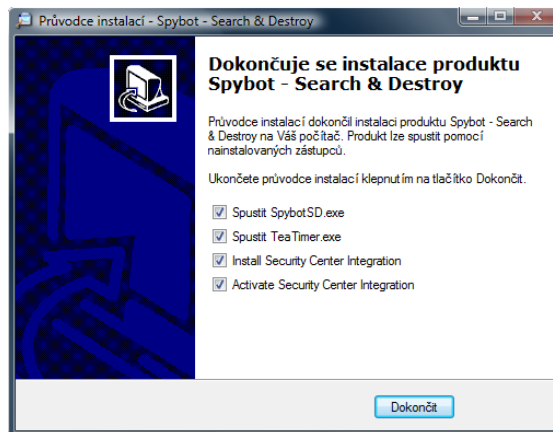 Průvodce instalací - Spybot - Search & Destroy
Dokončuje se instalace produktu
Spybot - Search & Destroy
Průvodce instalací dokončil instalaci produktu Spybot - Search
& Destroy na Váš počítač. Produkt lze spustit pomocí
nainstalovaných zástupců.
Ukončete průvodce instalací klepnutím na tlačítko Dokončit.
Spustit SpybotSD.exe
Spustit TeaTimer.exe
Install Security Center Integration
Activate Security Center Integration
Dokončit